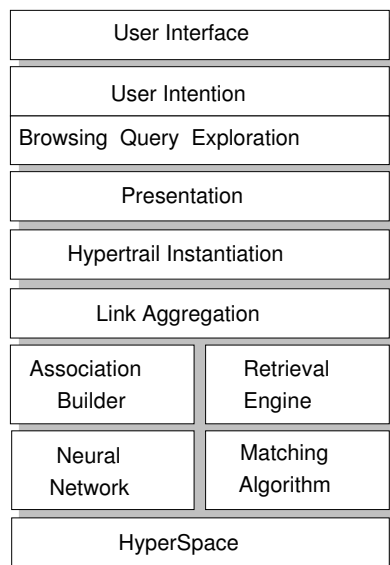 User Interface
User Intention
Browsing Query Exploration
Presentation
Hypertrail Instantiation
Link Aggregation
Association
Builder
Retrieval
Engine
Neural
Network
Matching
Algorithm
HyperSpace